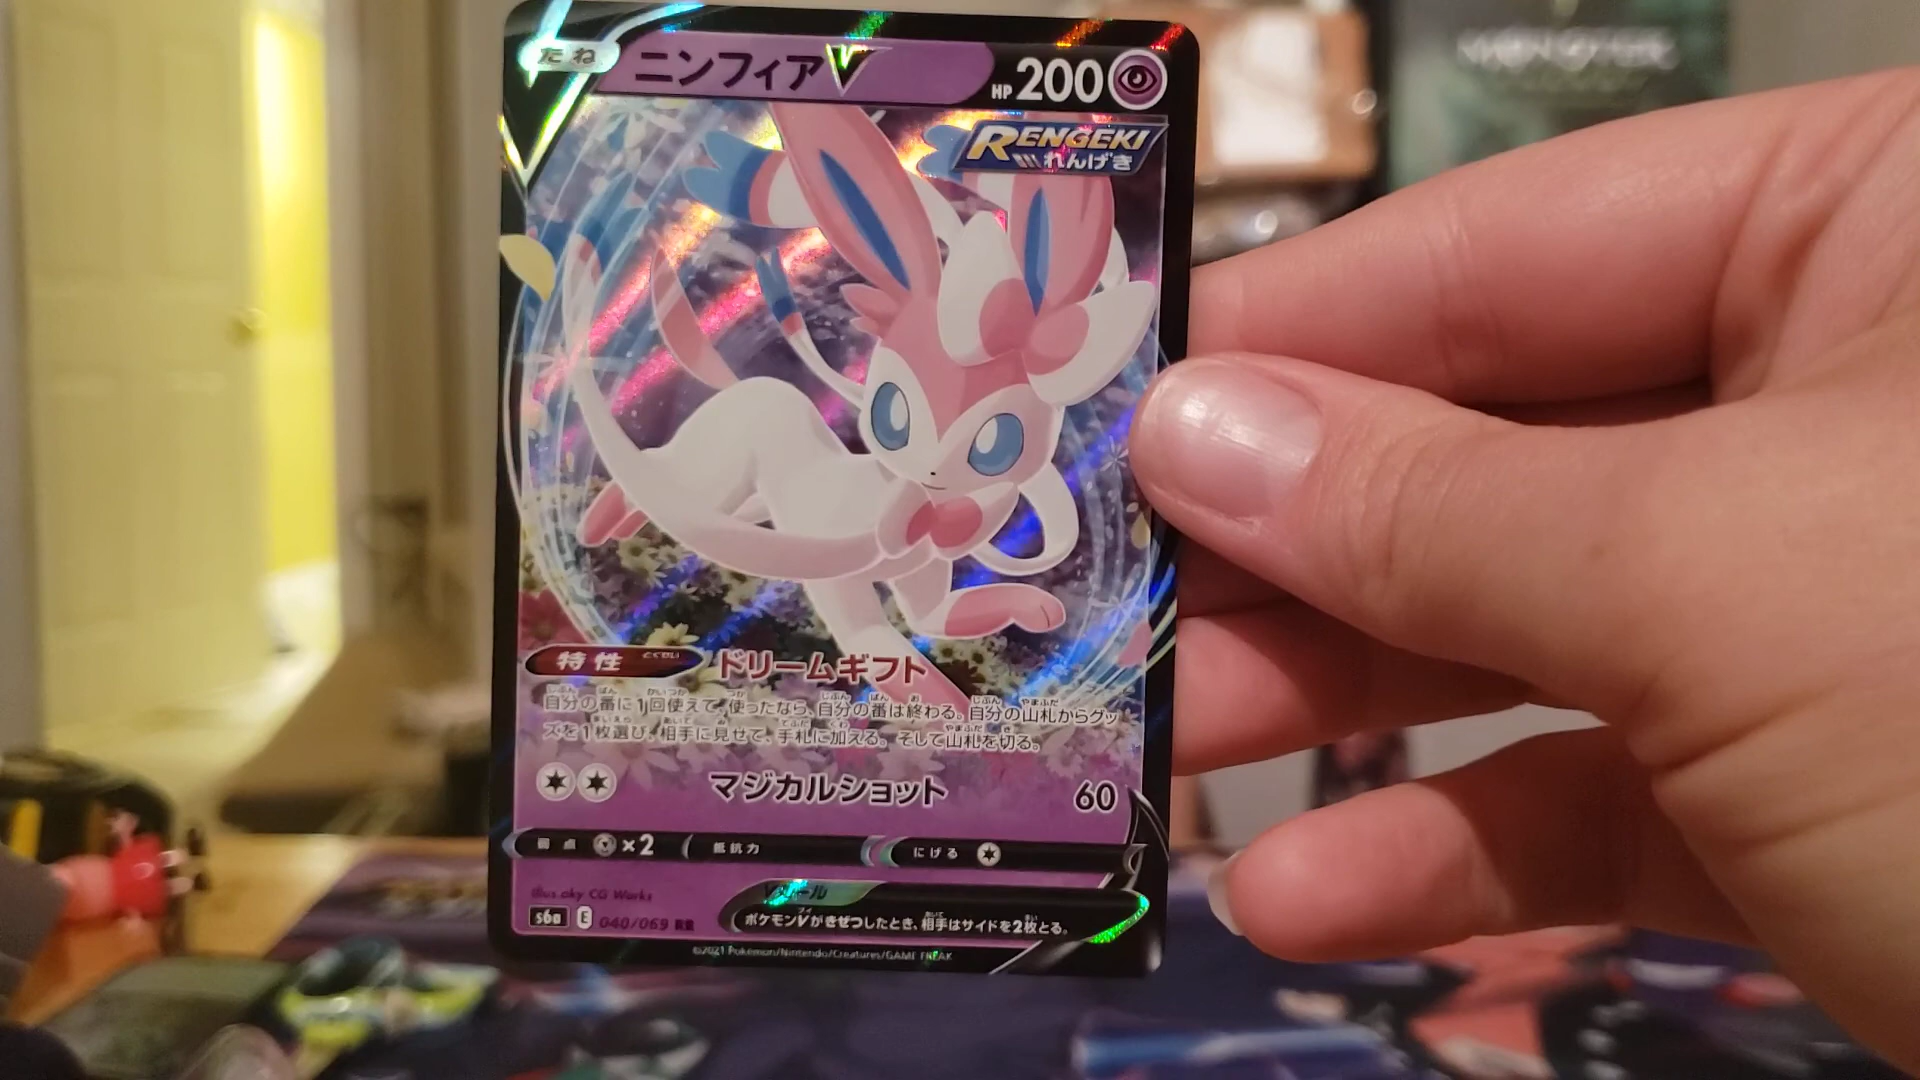 たね ニンフィアV HP 200
RENGEKI
れんげき
特性 とくせい ドリームギフト
自分の番に1回使えて、使ったなら、自分の番は終わる。自分の山札からグッ
ズを1枚選び、相手に見せて、手札に加える。そして山札を切る。
マジカルショット 60
弱点 ×2 抵抗力 にげる
Illus. aky CG Works
Vルール
s6a E 040/069 RR
ポケモンVがきぜつしたとき、相手はサイドを2枚とる。
©2021 Pokémon/Nintendo/Creatures/GAME FREAK